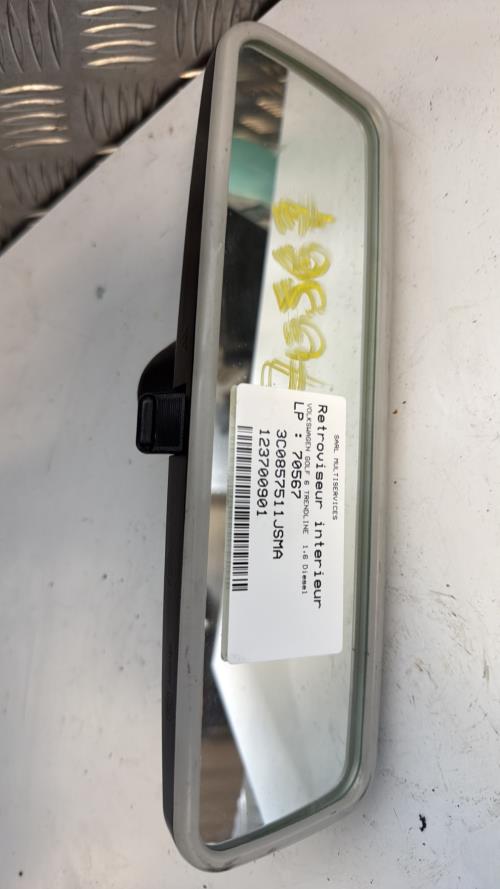 SARL MULTISERVICES
Retroviseur interieur
VOLKSWAGEN GOLF 6 TRENDLINE 1.6 Diesel
LP : 70567
3C0857511JSMA
123700901